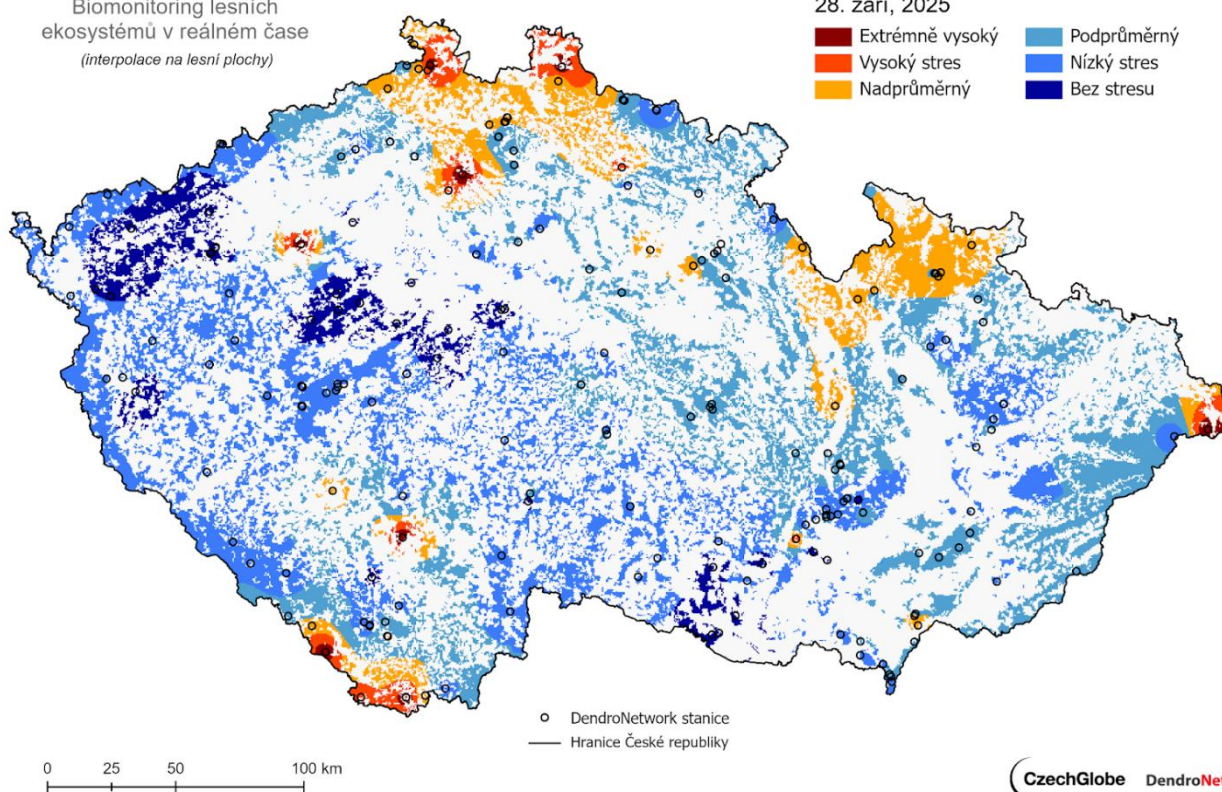 Biomonitoring lesních
ekosystémů v reálném čase
(interpolace na lesní plochy)
28. září, 2025
Extrémně vysoký
Vysoký stres
Nadprůměrný
Podprůměrný
Nízký stres
Bez stresu
DendroNetwork stanice
Hranice České republiky
0 25 50 100 km
CzechGlobe DendroNet